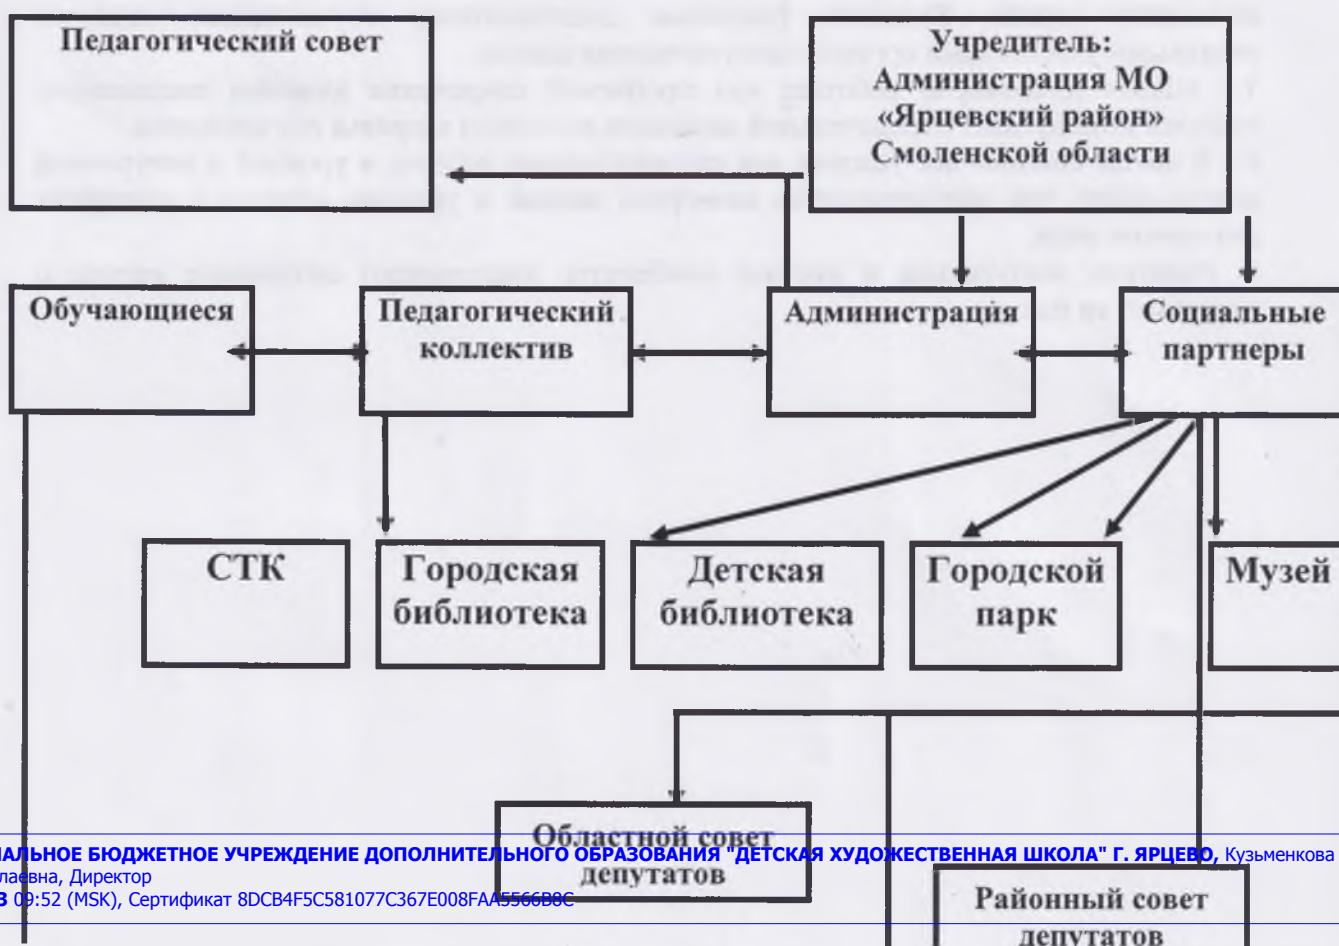 Педагогический совет
Учредитель:
Администрация МО
«Ярцевский район»
Смоленской области
Обучающиеся
Педагогический
коллектив
Администрация
Социальные
партнеры
СТК
Городская
библиотека
Детская
библиотека
Городской
парк
Музей
Областной совет
депутатов
АЛЬНОЕ БЮДЖЕТНОЕ УЧРЕЖДЕНИЕ ДОПОЛНИТЕЛЬНОГО ОБРАЗОВАНИЯ "ДЕТСКАЯ ХУДОЖЕСТВЕННАЯ ШКОЛА" Г. ЯРЦЕВО, Кузьменкова
лаевна, Директор
3 09:52 (MSK), Сертификат 8DCB4F5C581077C367E008FAA5566B8C
Районный совет
депутатов